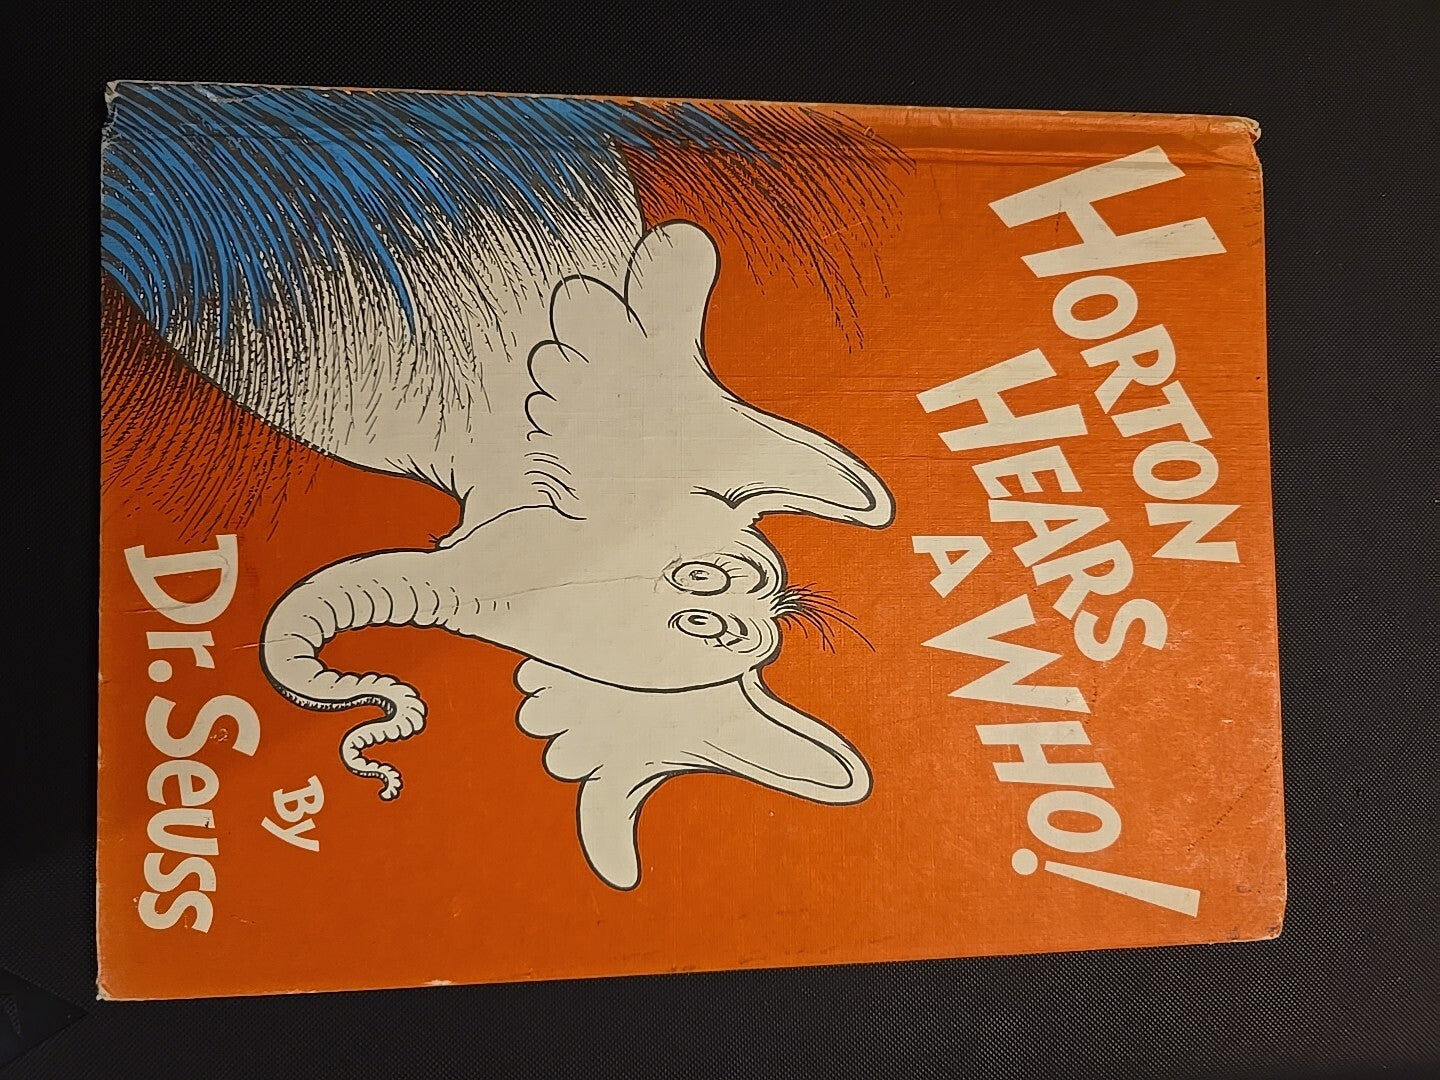 HORTON
HEARS
A WHO!
By
Dr. Seuss